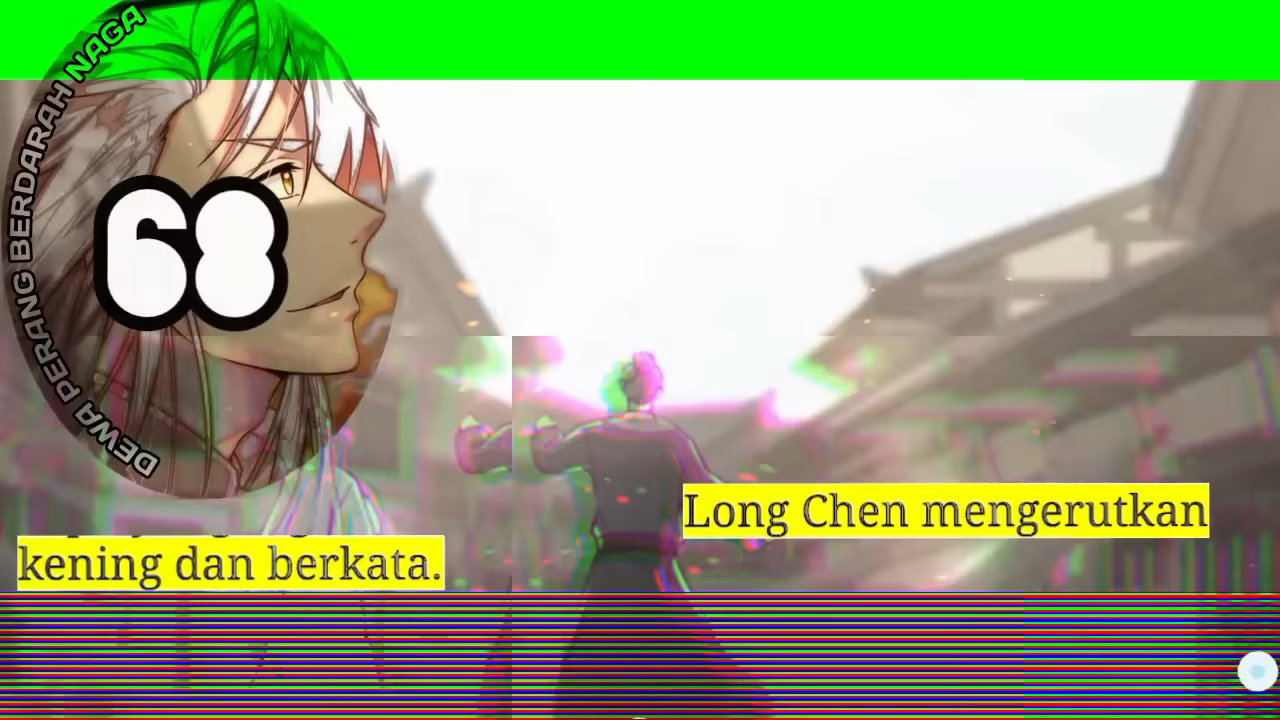 DEWA PERANG BERDARAH NAGA
68
Long Chen mengerutkan
kening dan berkata.